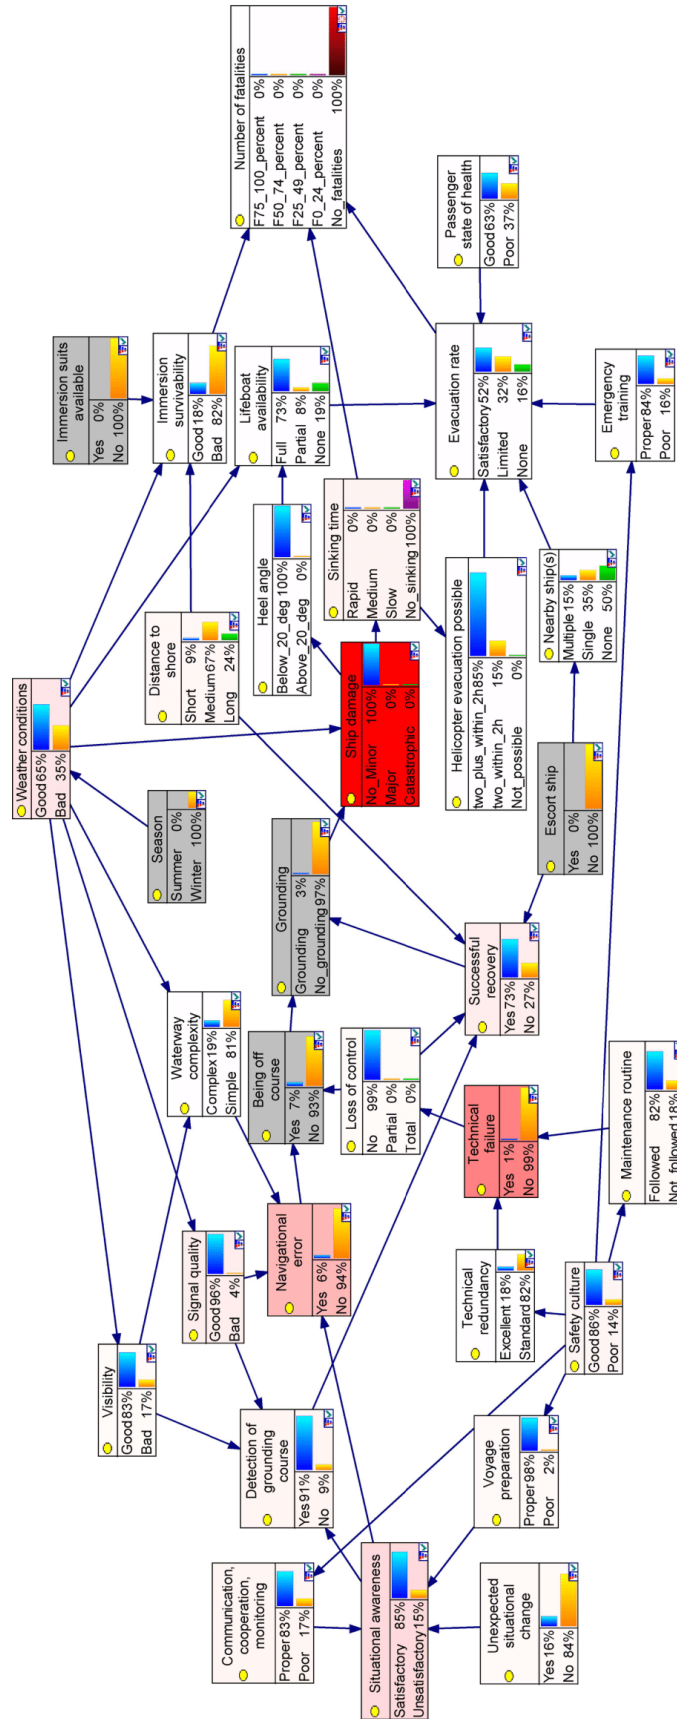 Weather conditions
Good 65%
Bad 35%
Immersion suits
available
Yes 0%
No 100%
Season
Summer 0%
Winter 100%
Visibility
Good 83%
Bad 17%
Waterway
complexity
Complex 19%
Simple 81%
Distance to
shore
Short 9%
Medium 67%
Long 24%
Immersion
survivability
Good 18%
Bad 82%
Number of fatalities
F75_100_percent 0%
F50_74_percent 0%
F25_49_percent 0%
F0_24_percent 0%
No_fatalities 100%
Signal quality
Good 96%
Bad 4%
Lifeboat
availability
Full 73%
Partial 8%
None 19%
Detection of
grounding
course
Yes 91%
No 9%
Navigational
error
Yes 6%
No 94%
Being off
course
Yes 7%
No 93%
Grounding
Grounding 3%
No_grounding 97%
Heel angle
Below_20_deg 100%
Above_20_deg 0%
Communication,
cooperation,
monitoring
Proper 83%
Poor 17%
Ship damage
No_Minor 100%
Major 0%
Catastrophic 0%
Sinking time
Rapid 0%
Medium 0%
Slow 0%
No_sinking 100%
Loss of control
No 99%
Partial 0%
Total 0%
Situational awareness
Satisfactory 85%
Unsatisfactory 15%
Evacuation rate
Satisfactory 52%
Limited 32%
None 16%
Passenger
state of health
Good 63%
Poor 37%
Helicopter evacuation possible
two_plus_within_2h 85%
two_within_2h 15%
Not_possible 0%
Technical
redundancy
Excellent 18%
Standard 82%
Technical
failure
Yes 1%
No 99%
Successful
recovery
Yes 73%
No 27%
Voyage
preparation
Proper 98%
Poor 2%
Unexpected
situational
change
Yes 16%
No 84%
Escort ship
Yes 0%
No 100%
Nearby ship(s)
Multiple 15%
Single 35%
None 50%
Safety culture
Good 86%
Poor 14%
Maintenance routine
Followed 82%
Not_followed 18%
Emergency
training
Proper 84%
Poor 16%